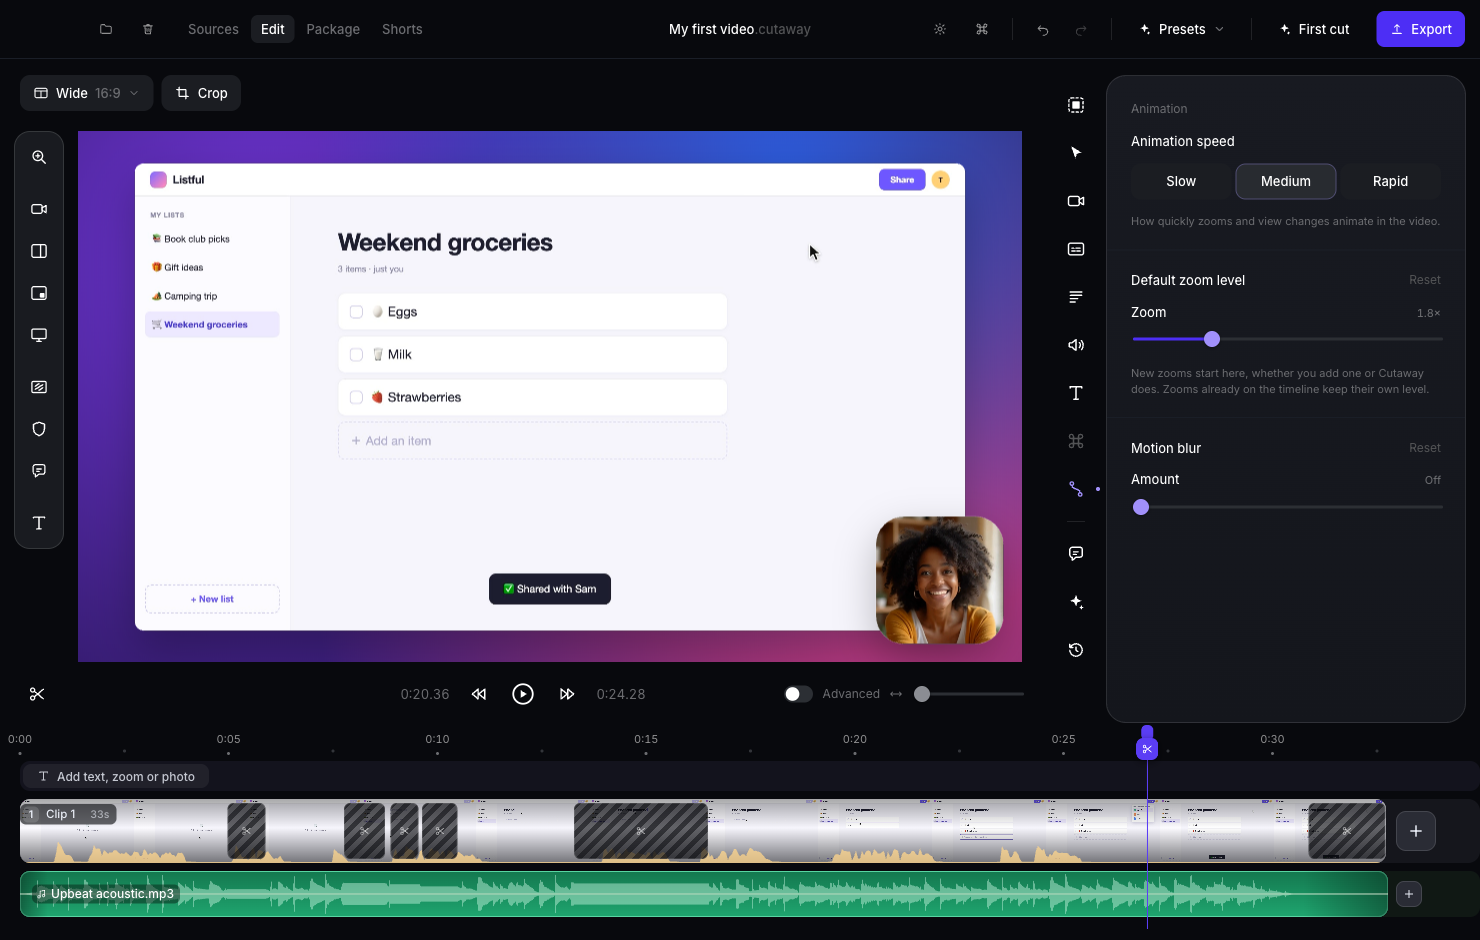 Sources
Edit
Package
Shorts
My first video.cutaway
Presets
First cut
Export
Wide 16:9
Crop
Listful
Share
T
MY LISTS
📚 Book club picks
🎁 Gift ideas
🏕️ Camping trip
🛒 Weekend groceries
+ New list
Weekend groceries
3 items · just you
🥚 Eggs
🥛 Milk
🍓 Strawberries
+ Add an item
✅ Shared with Sam
Animation
Animation speed
Slow
Medium
Rapid
How quickly zooms and view changes animate in the video.
Default zoom level
Reset
Zoom
1.8×
New zooms start here, whether you add one or Cutaway
does. Zooms already on the timeline keep their own level.
Motion blur
Reset
Amount
Off
0:20.36
0:24.28
Advanced
0:00
0:05
0:10
0:15
0:20
0:25
0:30
Add text, zoom or photo
1 Clip 1 33s
Upbeat acoustic.mp3